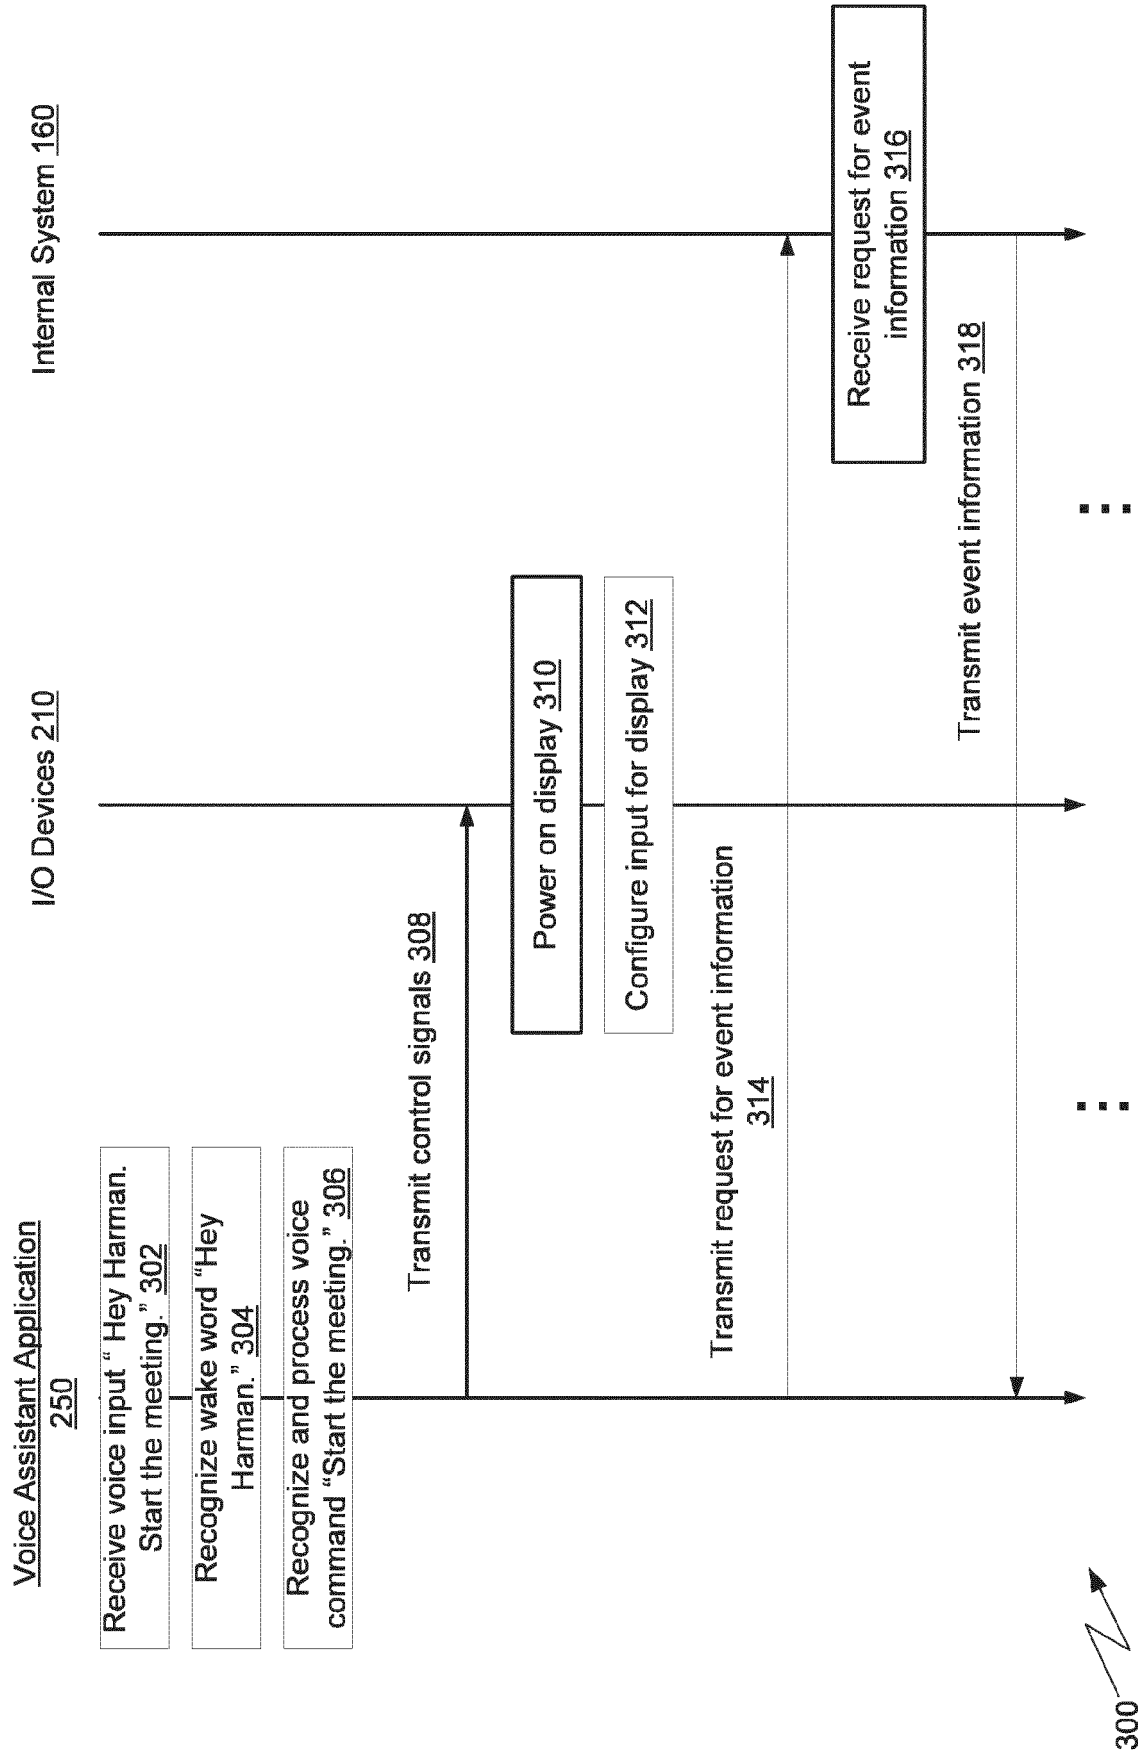 Voice Assistant Application
250
I/O Devices 210
Internal System 160
Receive voice input “ Hey Harman.
Start the meeting.” 302
Recognize wake word “Hey
Harman.” 304
Recognize and process voice
command “Start the meeting.” 306
Transmit control signals 308
Power on display 310
Configure input for display 312
Transmit request for event information
314
Receive request for event
information 316
Transmit event information 318
300